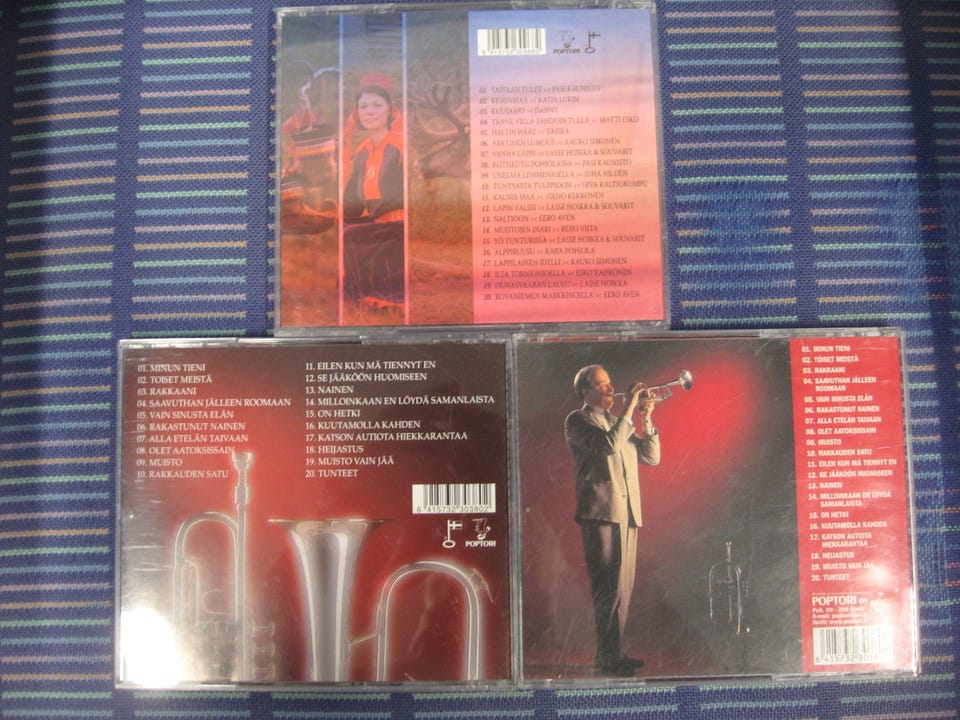 6 415732 303989
POPTORI
01. TAIVAAN TULET >< PASI KAUNISTO
02. KEMINMAA >< KATJA LUKIN
03. KUUSAMO >< DANNY
04. TÄNNE VIELÄ TAHDOIN TULLA >< MATTI ESKO
05. HALTIN HÄÄT >< TAISKA
06. ARKTINEN LUMOUS >< KAUKO SIMONEN
07. VANHA LAPPI >< LASSE HOIKKA & SOUVARIT
08. KOTISEUTU POHJOLASSA >< PASI KAUNISTO
09. UNELMA LEMMENJOELLA >< JUHA HILDÉN
10. TUNTSASTA TULPPIOON >< OIVA KALTIOKUMPU
11. KAUNIS MAA >< VIENO KEKKONEN
12. LAPIN VALSSI >< LASSE HOIKKA & SOUVARIT
13. NALTIOON >< EERO AVEN
14. MUISTOJEN INARI >< REIJO VIITA
15. YÖ TUNTURISSA >< LASSE HOIKKA & SOUVARIT
16. ALPPIRUUSU >< KAIJA POHJOLA
17. LAPPILAINEN IDYLLI >< KAUKO SIMONEN
18. ILTA TORNIONJOELLA >< ESKO RAHKONEN
19. OUNASVAARAN LAULU >< LASSE HOIKKA
20. ROVANIEMEN MARKKINOILLA >< EERO AVEN
01. MINUN TIENI
02. TOISET MEISTÄ
03. RAKKAANI
04. SAAVUTHAN JÄLLEEN ROOMAAN
05. VAIN SINUSTA ELÄN
06. RAKASTUNUT NAINEN
07. ALLA ETELÄN TAIVAAN
08. OLET AATOKSISSAIN
09. MUISTO
10. RAKKAUDEN SATU
11. EILEN KUN MÄ TIENNYT EN
12. SE JÄÄKÖÖN HUOMISEEN
13. NAINEN
14. MILLOINKAAN EN LÖYDÄ SAMANLAISTA
15. ON HETKI
16. KUUTAMOLLA KAHDEN
17. KATSON AUTIOTA HIEKKARANTAA
18. HEIJASTUS
19. MUISTO VAIN JÄÄ
20. TUNTEET
6 415732 303802
POPTORI
01. MINUN TIENI
02. TOISET MEISTÄ
03. RAKKAANI
04. SAAVUTHAN JÄLLEEN
ROOMAAN
05. VAIN SINUSTA ELÄN
06. RAKASTUNUT NAINEN
07. ALLA ETELÄN TAIVAAN
08. OLET AATOKSISSAIN
09. MUISTO
10. RAKKAUDEN SATU
11. EILEN KUN MÄ TIENNYT EN
12. SE JÄÄKÖÖN HUOMISEEN
13. NAINEN
14. MILLOINKAAN EN LÖYDÄ
SAMANLAISTA
15. ON HETKI
16. KUUTAMOLLA KAHDEN
17. KATSON AUTIOTA
HIEKKARANTAA
18. HEIJASTUS
19. MUISTO VAIN JÄÄ
20. TUNTEET
POPTORI OY